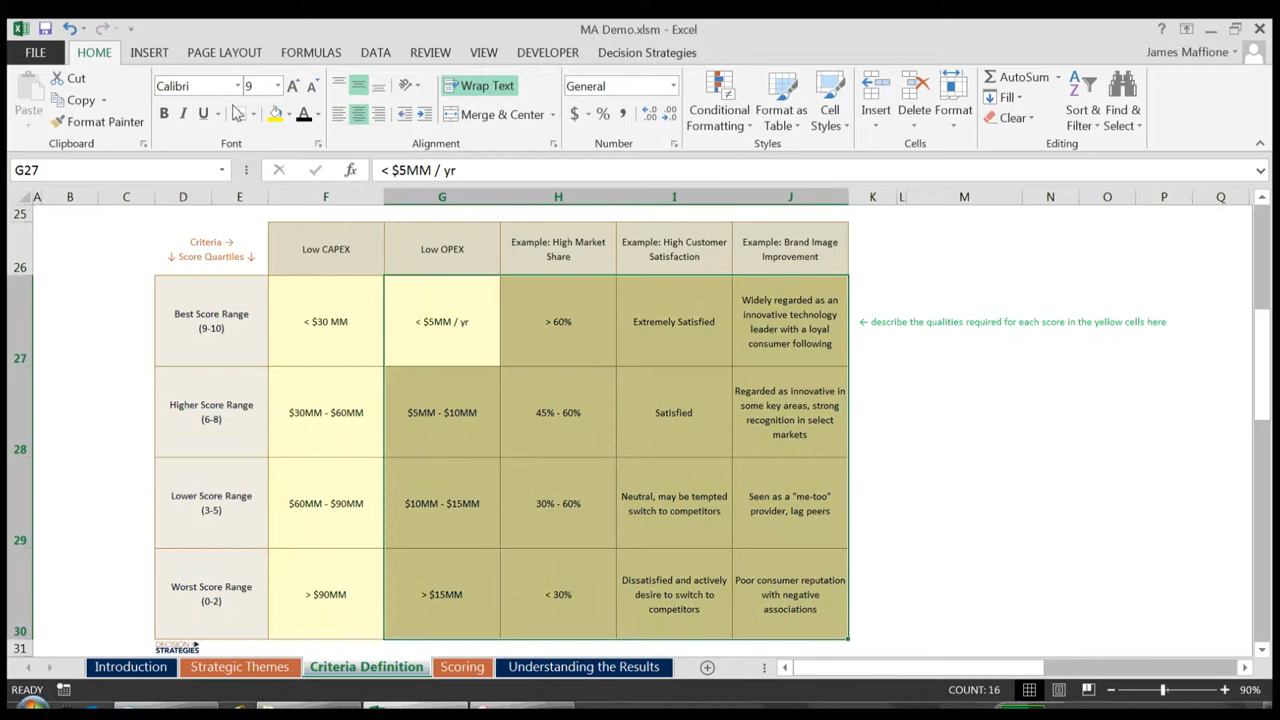 MA Demo.xlsm - Excel
FILE HOME INSERT PAGE LAYOUT FORMULAS DATA REVIEW VIEW DEVELOPER Decision Strategies James Maffione
Paste
Cut
Copy
Format Painter
Clipboard
Calibri 9
B I U
Font
Wrap Text
Merge & Center
Alignment
General
$ % ,
Number
Conditional Formatting
Format as Table
Cell Styles
Styles
Insert Delete Format
Cells
AutoSum
Fill
Clear
Sort & Filter
Find & Select
Editing
G27 fx < $5MM / yr
A B C D E F G H I J K L M N O P Q
25
26
Criteria →
↓ Score Quartiles ↓
Low CAPEX
Low OPEX
Example: High Market
Share
Example: High Customer
Satisfaction
Example: Brand Image
Improvement
27
Best Score Range
(9-10)
< $30 MM
< $5MM / yr
> 60%
Extremely Satisfied
Widely regarded as an
innovative technology
leader with a loyal
consumer following
← describe the qualities required for each score in the yellow cells here
28
Higher Score Range
(6-8)
$30MM - $60MM
$5MM - $10MM
45% - 60%
Satisfied
Regarded as innovative in
some key areas, strong
recognition in select
markets
29
Lower Score Range
(3-5)
$60MM - $90MM
$10MM - $15MM
30% - 60%
Neutral, may be tempted
switch to competitors
Seen as a "me-too"
provider, lag peers
30
Worst Score Range
(0-2)
> $90MM
> $15MM
< 30%
Dissatisfied and actively
desire to switch to
competitors
Poor consumer reputation
with negative
associations
31
DECISION
STRATEGIES
Introduction Strategic Themes Criteria Definition Scoring Understanding the Results
READY COUNT: 16 90%